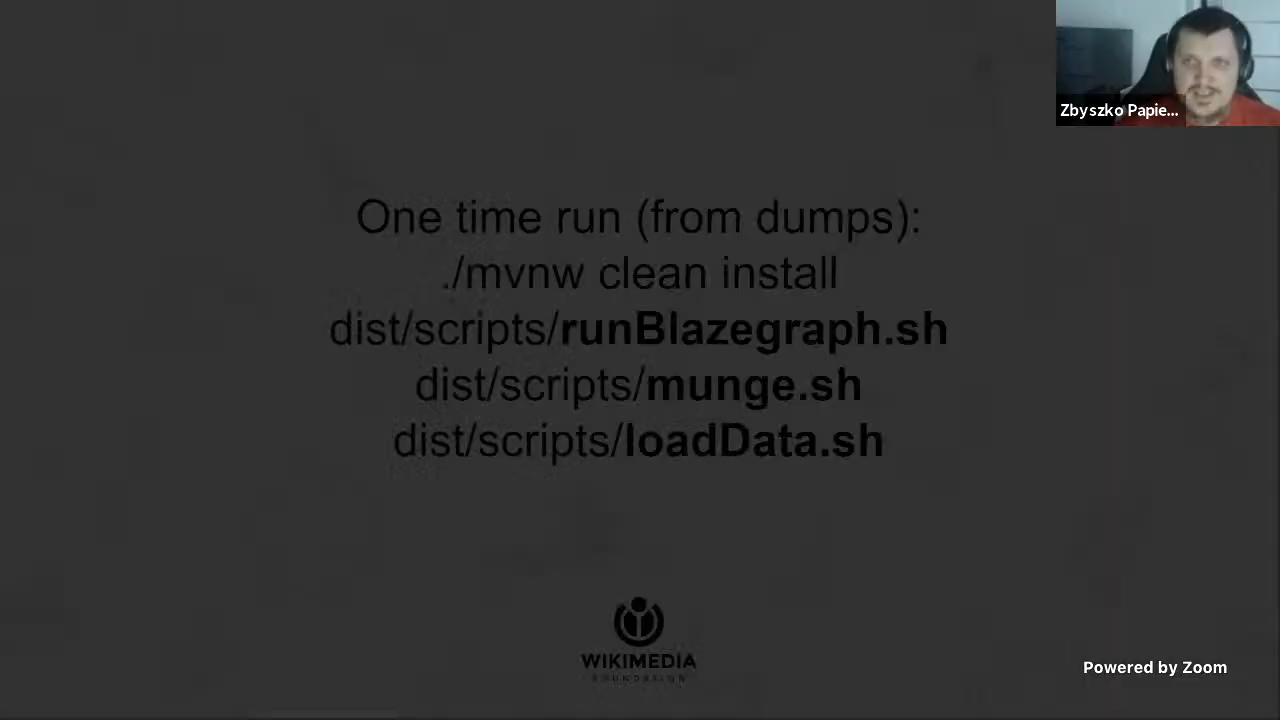 Zbyszko Papie...
One time run (from dumps):
./mvnw clean install
dist/scripts/runBlazegraph.sh
dist/scripts/munge.sh
dist/scripts/loadData.sh
WIKIMEDIA
FOUNDATION
Powered by Zoom